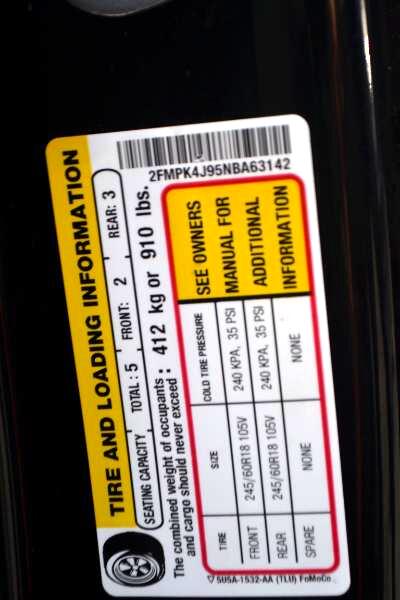 TIRE AND LOADING INFORMATION
SEATING CAPACITY TOTAL : 5 FRONT: 2 REAR: 3
The combined weight of occupants
and cargo should never exceed : 412 kg or 910 lbs.
2FMPK4J95NBA63142
TIRE SIZE COLD TIRE PRESSURE
FRONT 245/60R18 105V 240 KPA, 35 PSI
REAR 245/60R18 105V 240 KPA, 35 PSI
SPARE NONE NONE
SEE OWNERS
MANUAL FOR
ADDITIONAL
INFORMATION
5U5A-1532-AA (TLU) FoMoCo